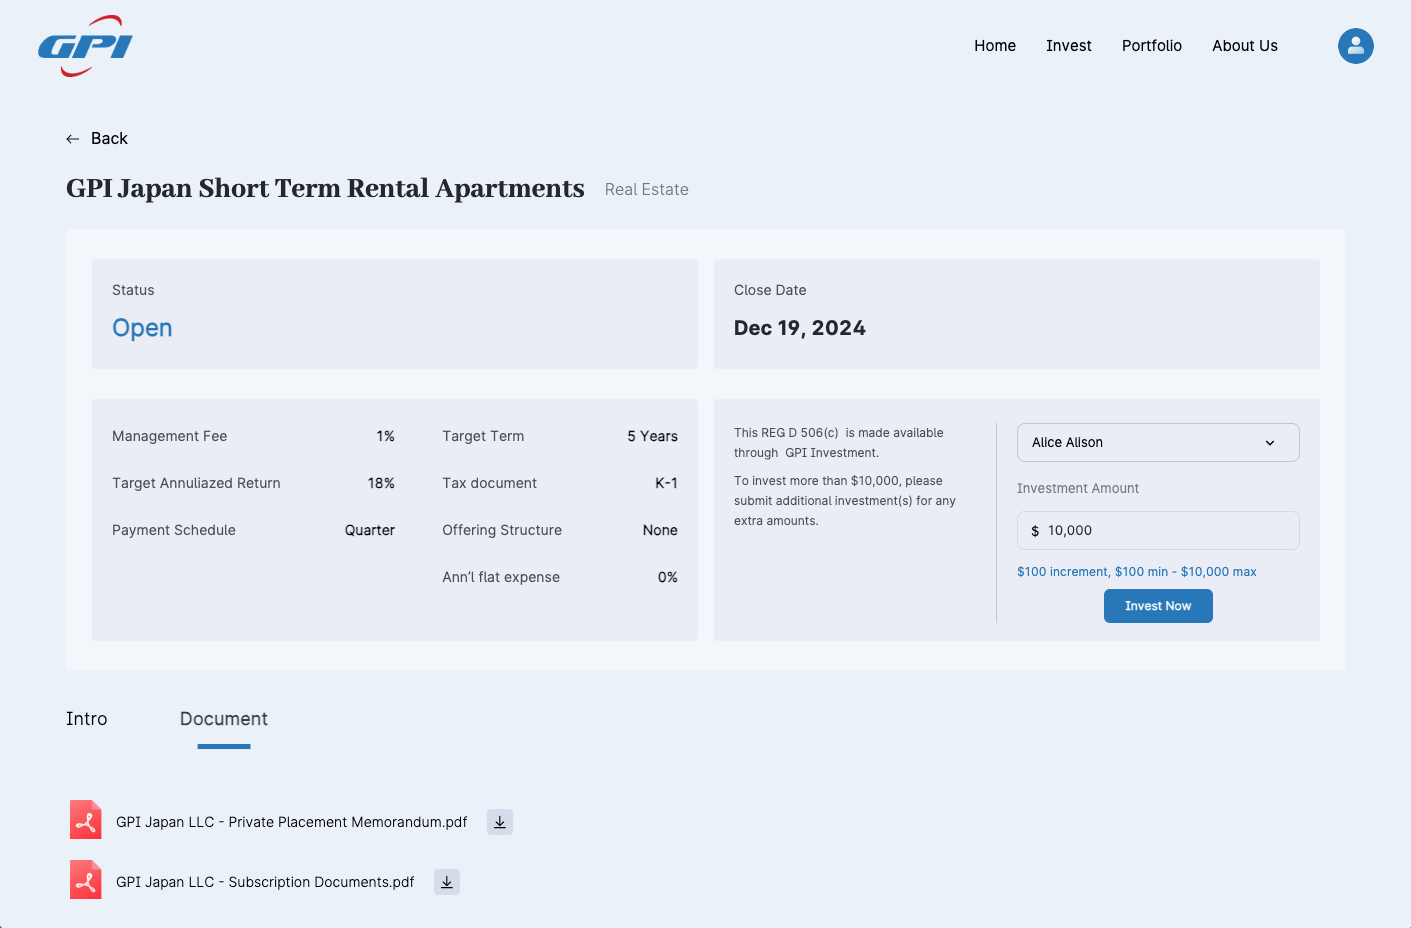 GPI
Home Invest Portfolio About Us
← Back
GPI Japan Short Term Rental Apartments Real Estate
Status
Open
Close Date
Dec 19, 2024
Management Fee 1%
Target Annuliazed Return 18%
Payment Schedule Quarter
Target Term 5 Years
Tax document K-1
Offering Structure None
Ann’l flat expense 0%
This REG D 506(c) is made available
through GPI Investment.
To invest more than $10,000, please
submit additional investment(s) for any
extra amounts.
Alice Alison
Investment Amount
$ 10,000
$100 increment, $100 min - $10,000 max
Invest Now
Intro Document
GPI Japan LLC - Private Placement Memorandum.pdf
GPI Japan LLC - Subscription Documents.pdf